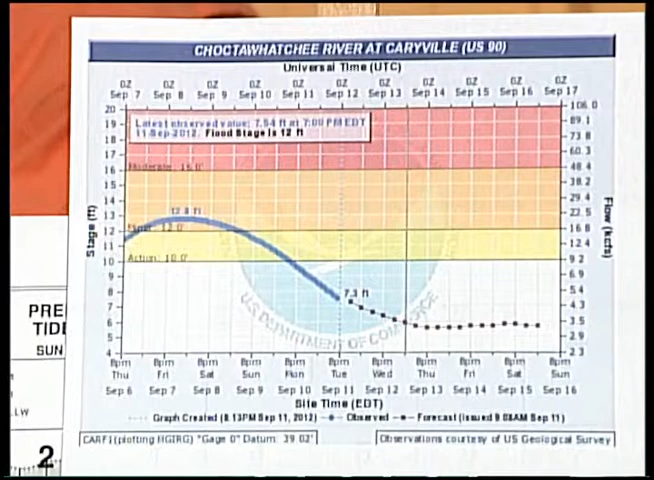 CHOCTAWHATCHEE RIVER AT CARYVILLE (US 90)
Universal Time (UTC)
0Z 0Z 0Z 0Z 0Z 0Z 0Z 0Z 0Z 0Z 0Z
Sep 7 Sep 8 Sep 9 Sep 10 Sep 11 Sep 12 Sep 13 Sep 14 Sep 15 Sep 16 Sep 17
Latest observed value: 7.54 ft at 7:00 PM EDT
11-Sep-2012. Flood Stage is 12 ft
20 106.0
19 89.1
18 73.8
17 60.3
Moderate: 16.0'
16 48.4
15 38.2
14 29.4
13 12.8 ft 22.5
12 Minor: 12.0' 16.8
11 12.4
10 Action: 10.0' 9.2
9 6.9
8 7.3 ft 5.4
7 4.3
6 3.5
5 2.9
4 2.3
Stage (ft)
Flow (kcfs)
U.S. DEPARTMENT OF COMMERCE
8pm 8pm 8pm 8pm 8pm 8pm 8pm 8pm 8pm 8pm 8pm
Thu Fri Sat Sun Mon Tue Wed Thu Fri Sat Sun
Sep 6 Sep 7 Sep 8 Sep 9 Sep 10 Sep 11 Sep 12 Sep 13 Sep 14 Sep 15 Sep 16
Site Time (EDT)
Graph Created (8:13PM Sep 11, 2012) Observed Forecast (issued 9:08AM Sep 11)
CARF1(plotting HGIRG) "Gage 0" Datum: 39.02'
Observations courtesy of US Geological Survey
PRE
TID
SUN
LW
2